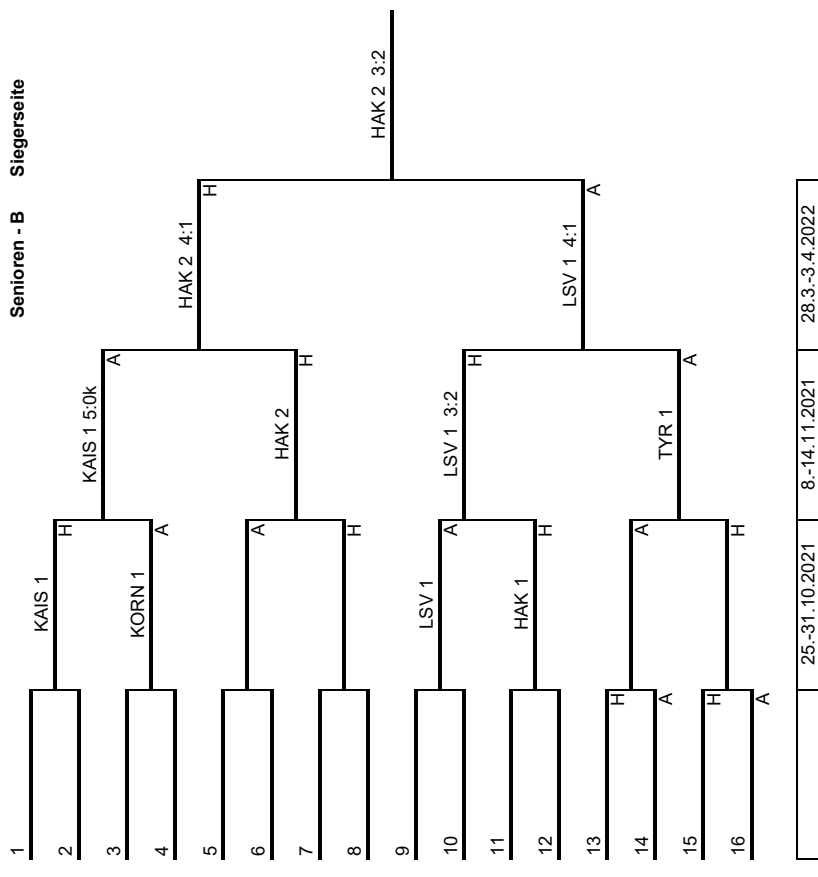 Senioren - B Siegerseite
1
2
3
4
5
6
7
8
9
10
11
12
13
14
15
16
H
A
H
A
KAIS 1
KORN 1
LSV 1
HAK 1
H
A
A
H
A
H
A
H
KAIS 1 5:0k
HAK 2
LSV 1 3:2
TYR 1
A
H
H
A
HAK 2 4:1
LSV 1 4:1
H
A
HAK 2 3:2
25.-31.10.2021
8.-14.11.2021
28.3.-3.4.2022